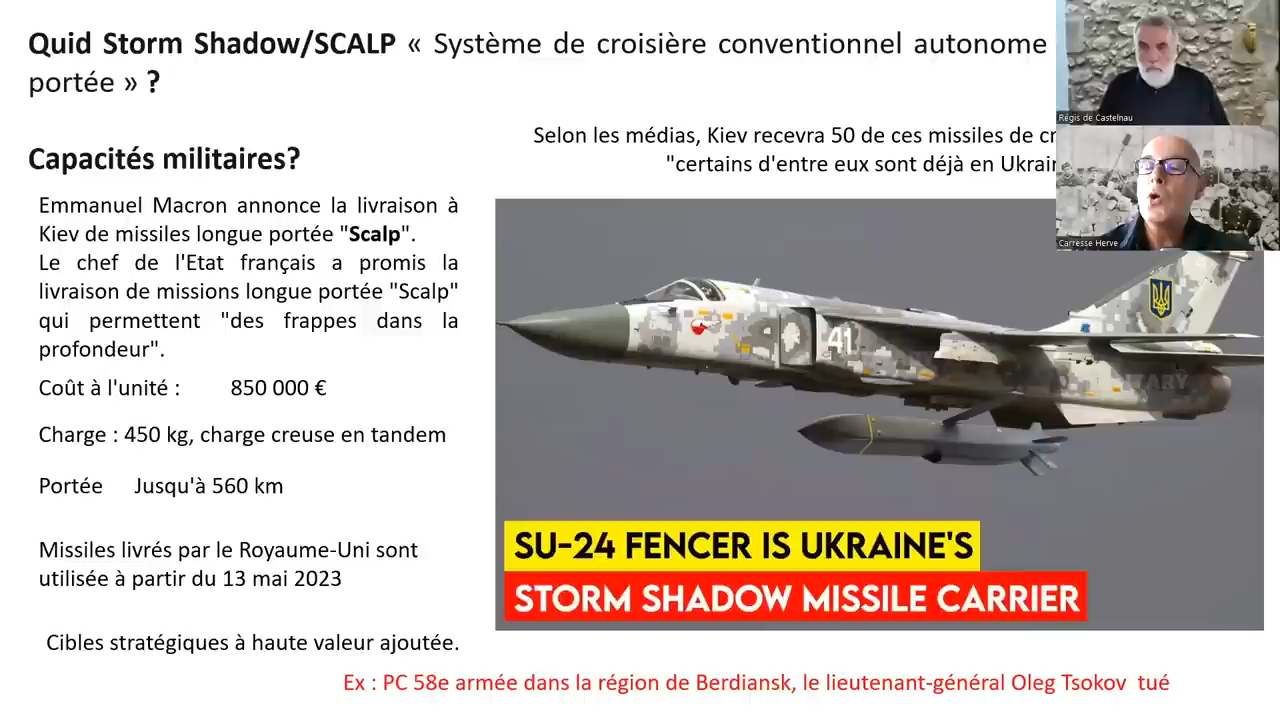 Quid Storm Shadow/SCALP « Système de croisière conventionnel autonome
portée » ?
Régis de Castelnau
Selon les médias, Kiev recevra 50 de ces missiles de
"certains d'entre eux sont déjà en
Capacités militaires?
Carresse Herve
Emmanuel Macron annonce la livraison à
Kiev de missiles longue portée "Scalp".
Le chef de l'Etat français a promis la
livraison de missions longue portée "Scalp"
qui permettent "des frappes dans la
profondeur".
Coût à l'unité : 850 000 €
Charge : 450 kg, charge creuse en tandem
Portée Jusqu'à 560 km
Missiles livrés par le Royaume-Uni sont
utilisée à partir du 13 mai 2023
Cibles stratégiques à haute valeur ajoutée.
41
SU-24 FENCER IS UKRAINE'S
STORM SHADOW MISSILE CARRIER
Ex : PC 58e armée dans la région de Berdiansk, le lieutenant-général Oleg Tsokov tué